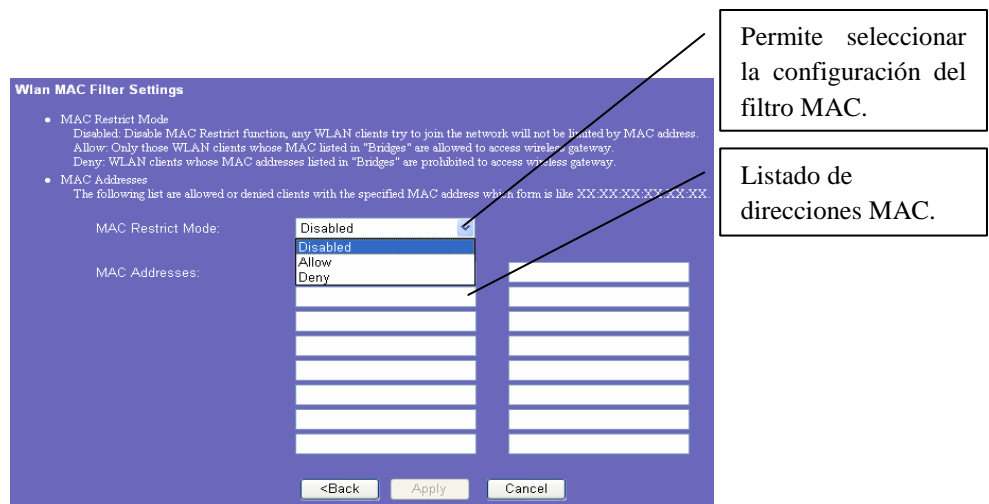 Permite seleccionar
la configuración del
filtro MAC.
Wlan MAC Filter Settings
• MAC Restrict Mode
Disabled: Disable MAC Restrict function, any WLAN clients try to join the network will not be limited by MAC address.
Allow: Only those WLAN clients whose MAC listed in "Bridges" are allowed to access wireless gateway.
Deny: WLAN clients whose MAC addresses listed in "Bridges" are prohibited to access wireless gateway.
• MAC Addresses
The following list are allowed or denied clients with the specified MAC address which form is like XX:XX:XX:XX:XX:XX.
Listado de
direcciones MAC.
MAC Restrict Mode: Disabled
Disabled
Allow
Deny
MAC Addresses:
<Back Apply Cancel